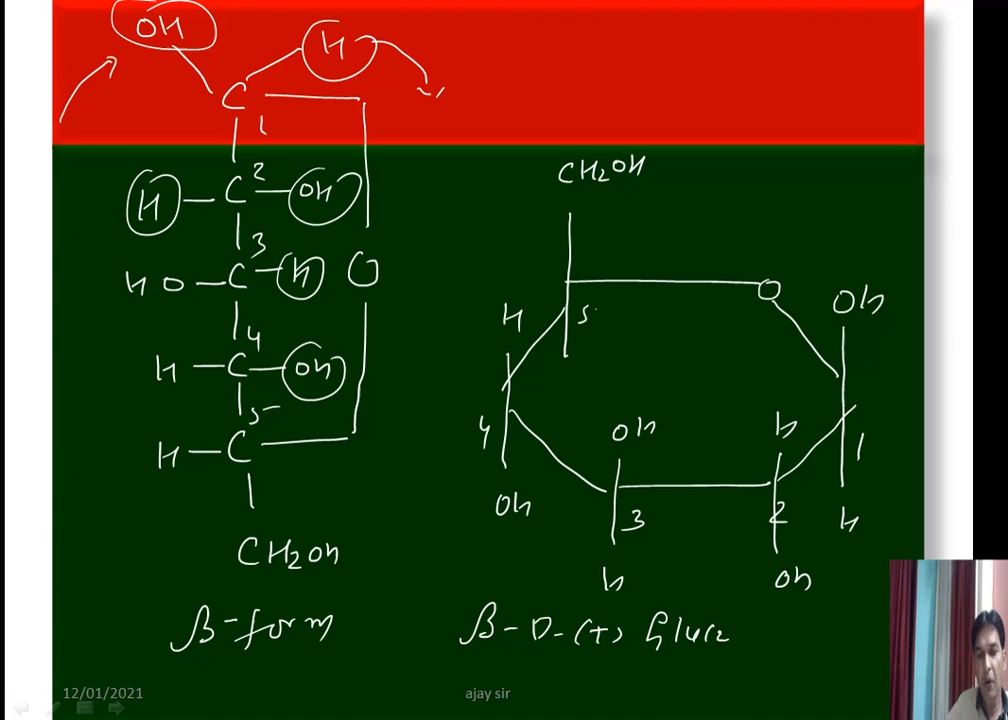 OH H
C
1
H C 2 OH
3
HO C H O
4
H C OH
5
H C
CH2OH
β-form
CH2OH
O
H 5 OH
4 OH H 1
OH 3 2 H
H OH
β-D-(+) Gluc
12/01/2021 ajay sir